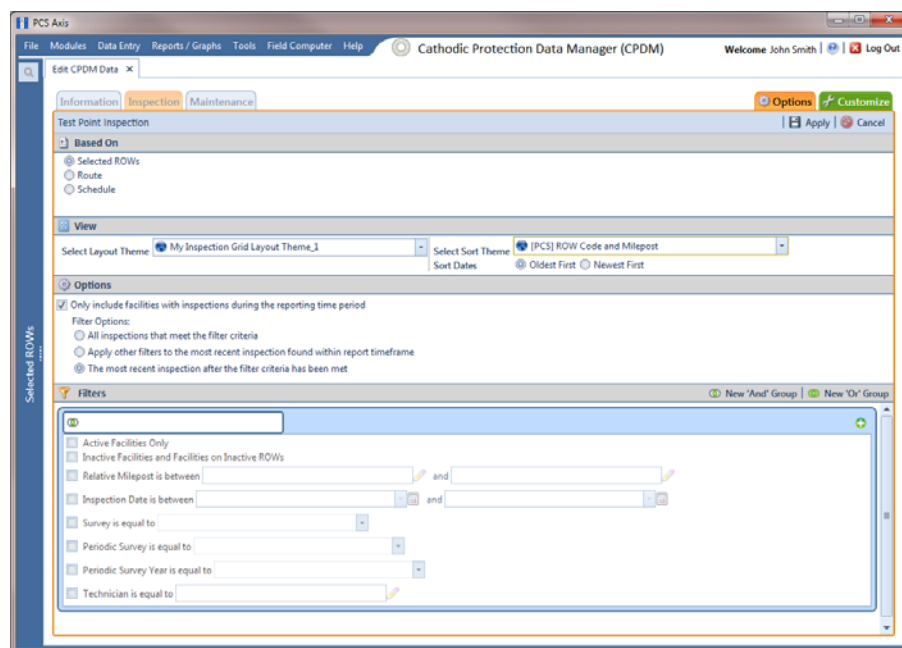 PCS Axis
File Modules Data Entry Reports / Graphs Tools Field Computer Help Cathodic Protection Data Manager (CPDM) Welcome John Smith Log Out
Edit CPDM Data
Information Inspection Maintenance Options Customize
Test Point Inspection Apply Cancel
Based On
Selected ROWs
Route
Schedule
View
Select Layout Theme My Inspection Grid Layout Theme_1 Select Sort Theme [PCS] ROW Code and Milepost
Sort Dates Oldest First Newest First
Options
Only include facilities with inspections during the reporting time period
Filter Options:
All inspections that meet the filter criteria
Apply other filters to the most recent inspection found within report timeframe
The most recent inspection after the filter criteria has been met
Selected ROWs
Filters New 'And' Group New 'Or' Group
Active Facilities Only
Inactive Facilities and Facilities on Inactive ROWs
Relative Milepost is between and
Inspection Date is between and
Survey is equal to
Periodic Survey is equal to
Periodic Survey Year is equal to
Technician is equal to